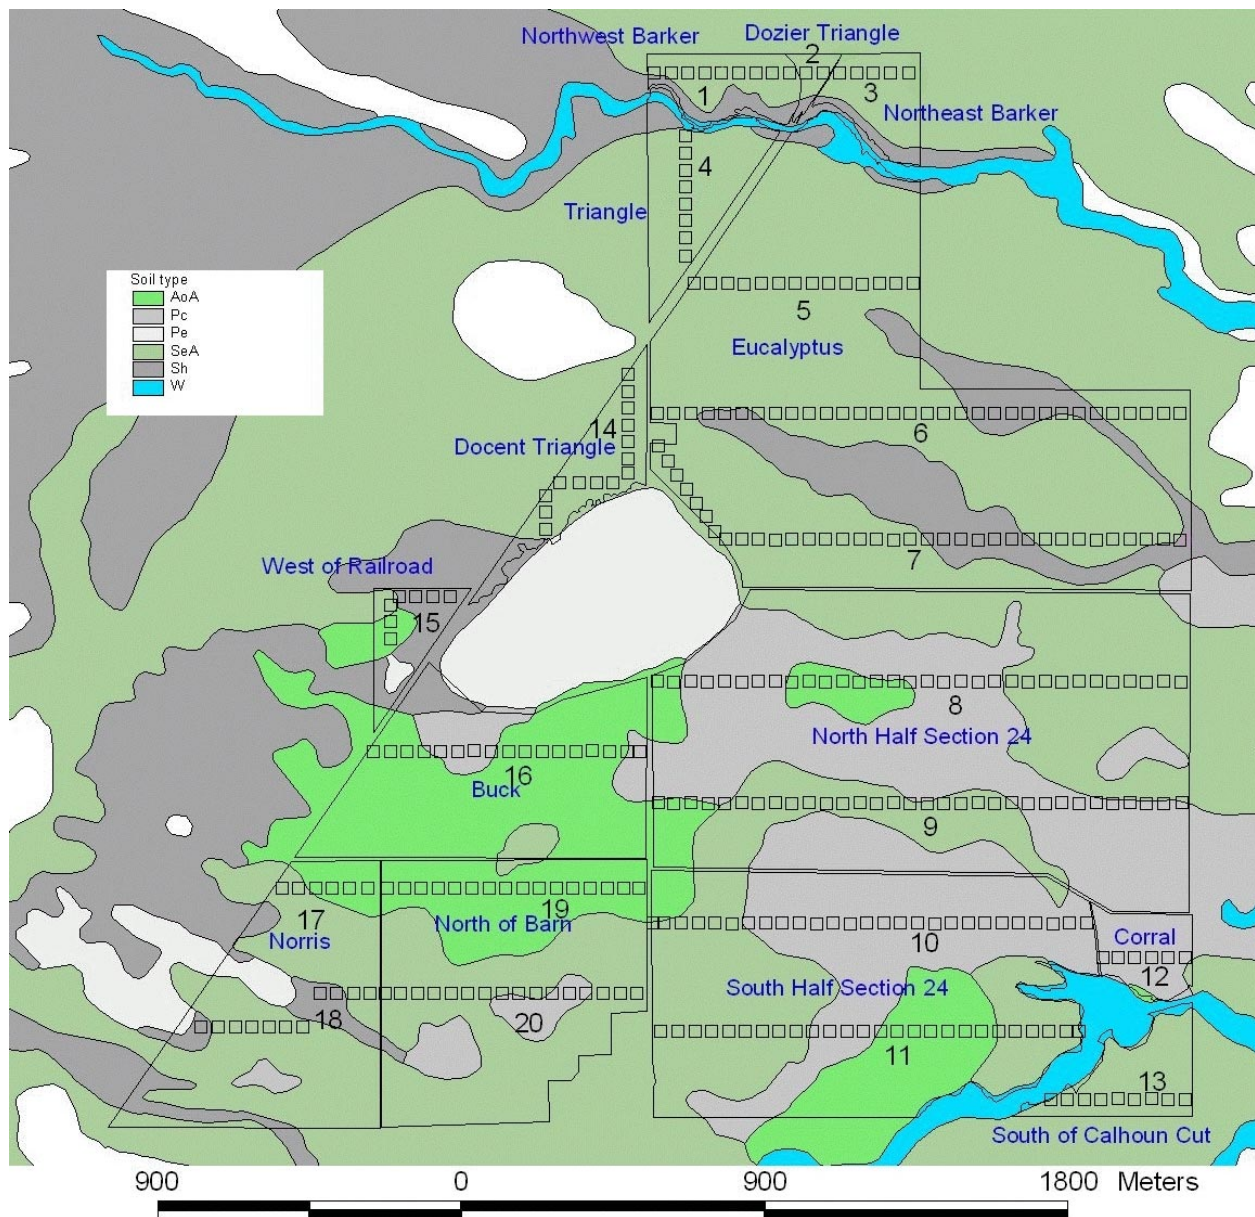 Northwest Barker
Dozier Triangle
2
1
3
Northeast Barker
4
Triangle
Soil type
AoA
Pc
Pe
SeA
Sh
W
5
Eucalyptus
6
14
Docent Triangle
7
West of Railroad
15
8
North Half Section 24
16
Buck
9
17
19
North of Barn
Norris
10
Corral
12
South Half Section 24
18
20
11
13
South of Calhoun Cut
900 0 900 1800 Meters